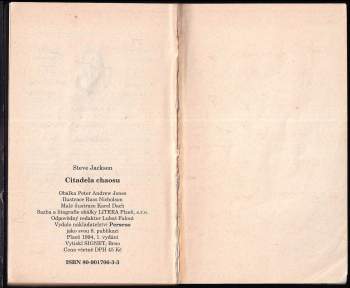 Steve Jackson
Citadela chaosu
Obálka Peter Andrew Jones
Ilustrace Russ Nicholson
Malé ilustrace Karel Dach
Sazba a litografie obálky LITERA Plzeň, s.r.o.
Odpovědný redaktor Luboš Falout
Vydalo nakladatelství Perseus
jako svou 8. publikaci
Plzeň 1994, 1. vydání
Vytiskl SIGNET, Brno
Cena včetně DPH 45 Kč
ISBN 80-901766-3-3